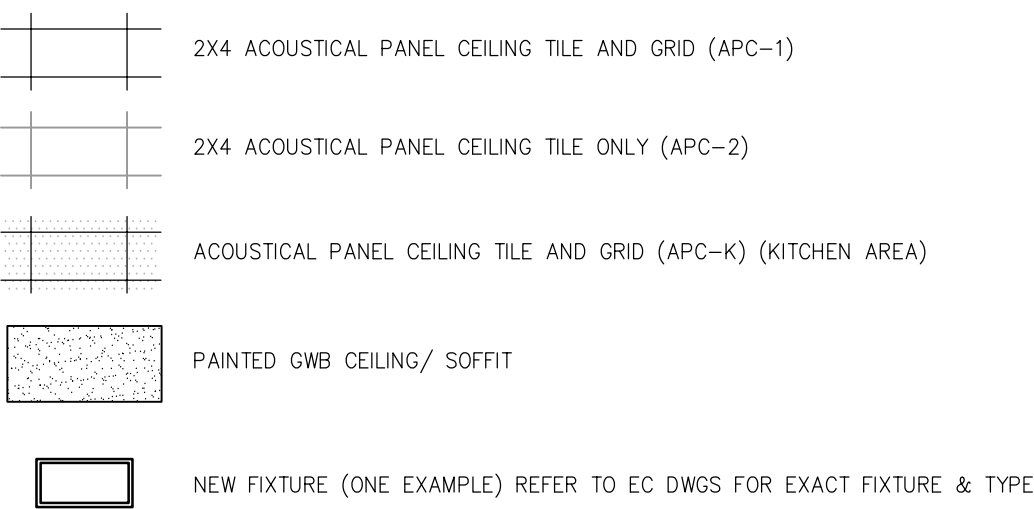 2X4 ACOUSTICAL PANEL CEILING TILE AND GRID (APC–1)
2X4 ACOUSTICAL PANEL CEILING TILE ONLY (APC–2)
ACOUSTICAL PANEL CEILING TILE AND GRID (APC–K) (KITCHEN AREA)
PAINTED GWB CEILING/ SOFFIT
NEW FIXTURE (ONE EXAMPLE) REFER TO EC DWGS FOR EXACT FIXTURE & TYPE